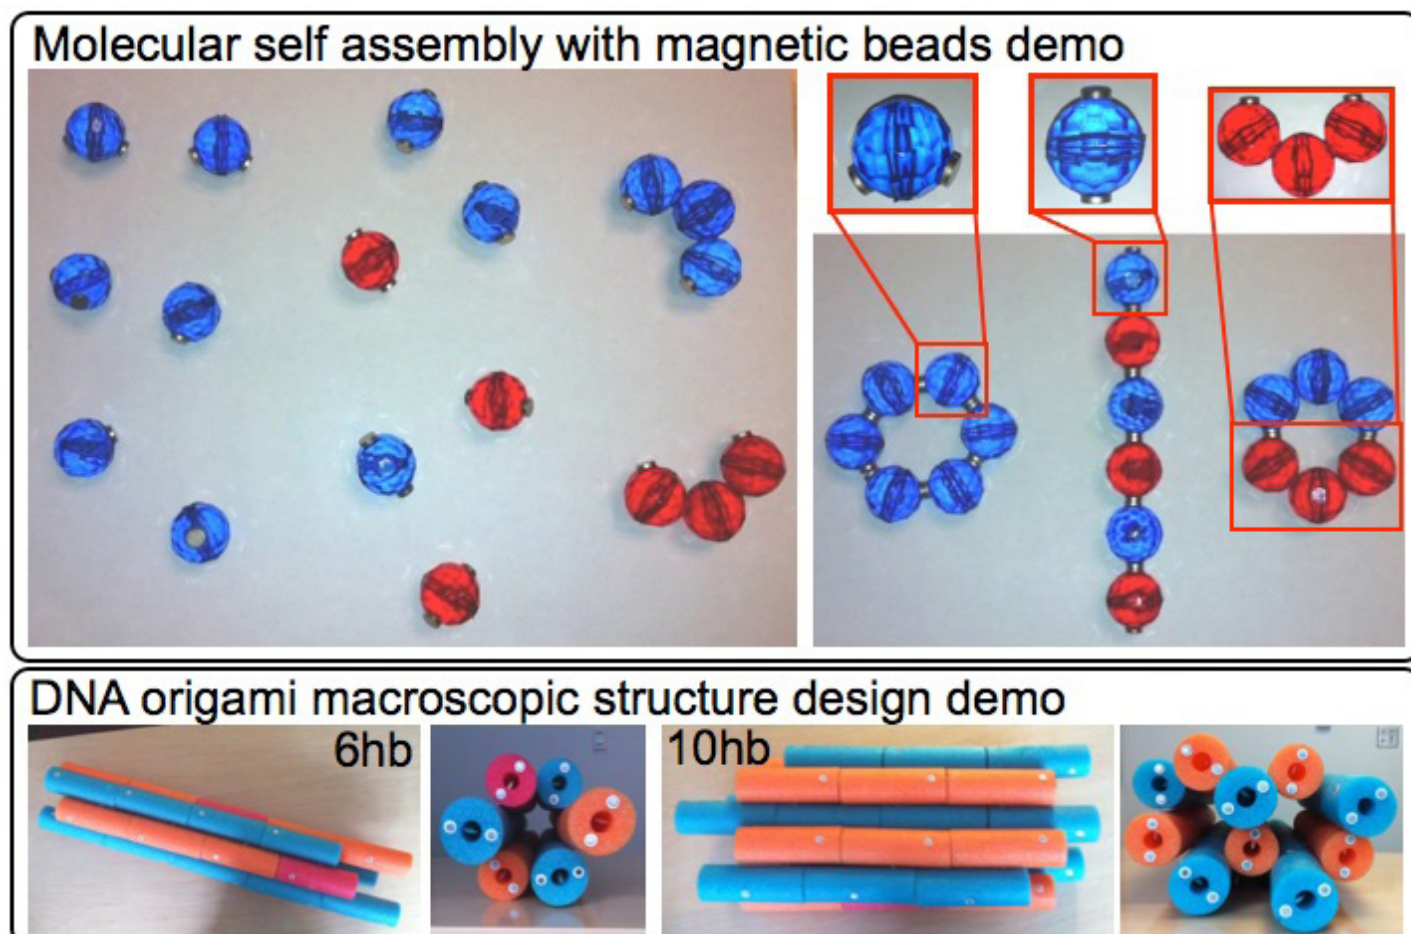 Molecular self assembly with magnetic beads demo
DNA origami macroscopic structure design demo
6hb
10hb